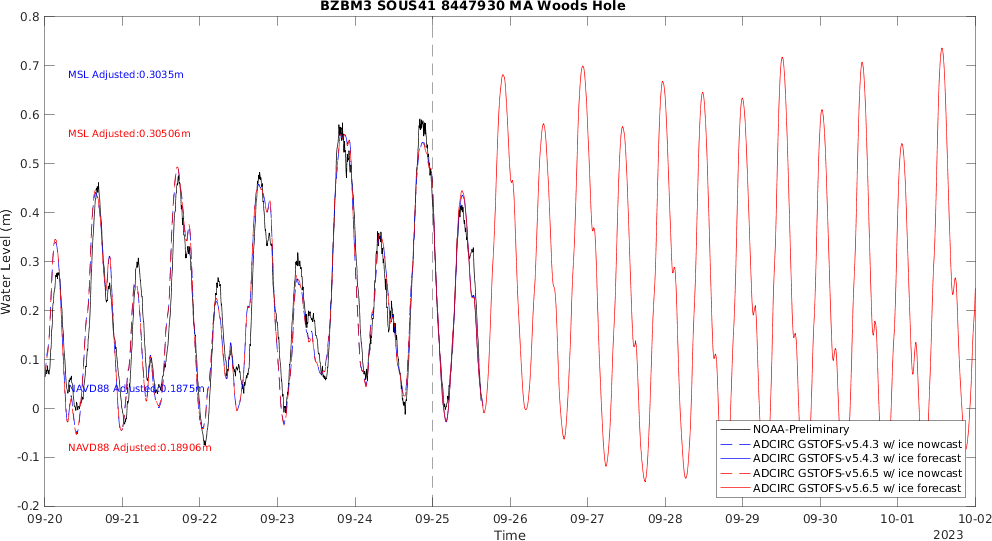 BZBM3 SOUS41 8447930 MA Woods Hole
0.8
0.7
0.6
0.5
0.4
0.3
0.2
0.1
0
-0.1
-0.2
Water Level (m)
MSL Adjusted:0.3035m
MSL Adjusted:0.30506m
NAVD88 Adjusted:0.1875m
NAVD88 Adjusted:0.18906m
NOAA-Preliminary
ADCIRC GSTOFS-v5.4.3 w/ ice nowcast
ADCIRC GSTOFS-v5.4.3 w/ ice forecast
ADCIRC GSTOFS-v5.6.5 w/ ice nowcast
ADCIRC GSTOFS-v5.6.5 w/ ice forecast
09-20 09-21 09-22 09-23 09-24 09-25 09-26 09-27 09-28 09-29 09-30 10-01 10-02
Time
2023